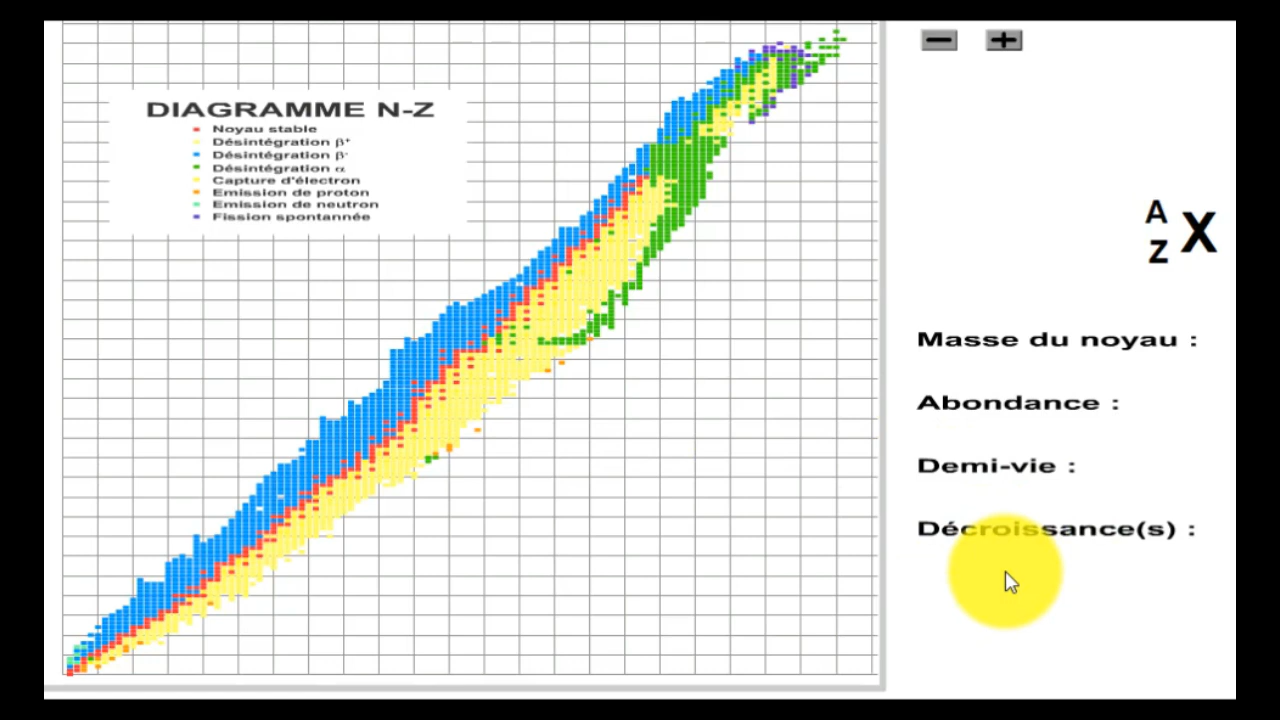 DIAGRAMME N-Z
Noyau stable
Désintégration β+
Désintégration β-
Désintégration α
Capture d'électron
Emission de proton
Emission de neutron
Fission spontannée
− +
A
Z X
Masse du noyau :
Abondance :
Demi-vie :
Décroissance(s) :